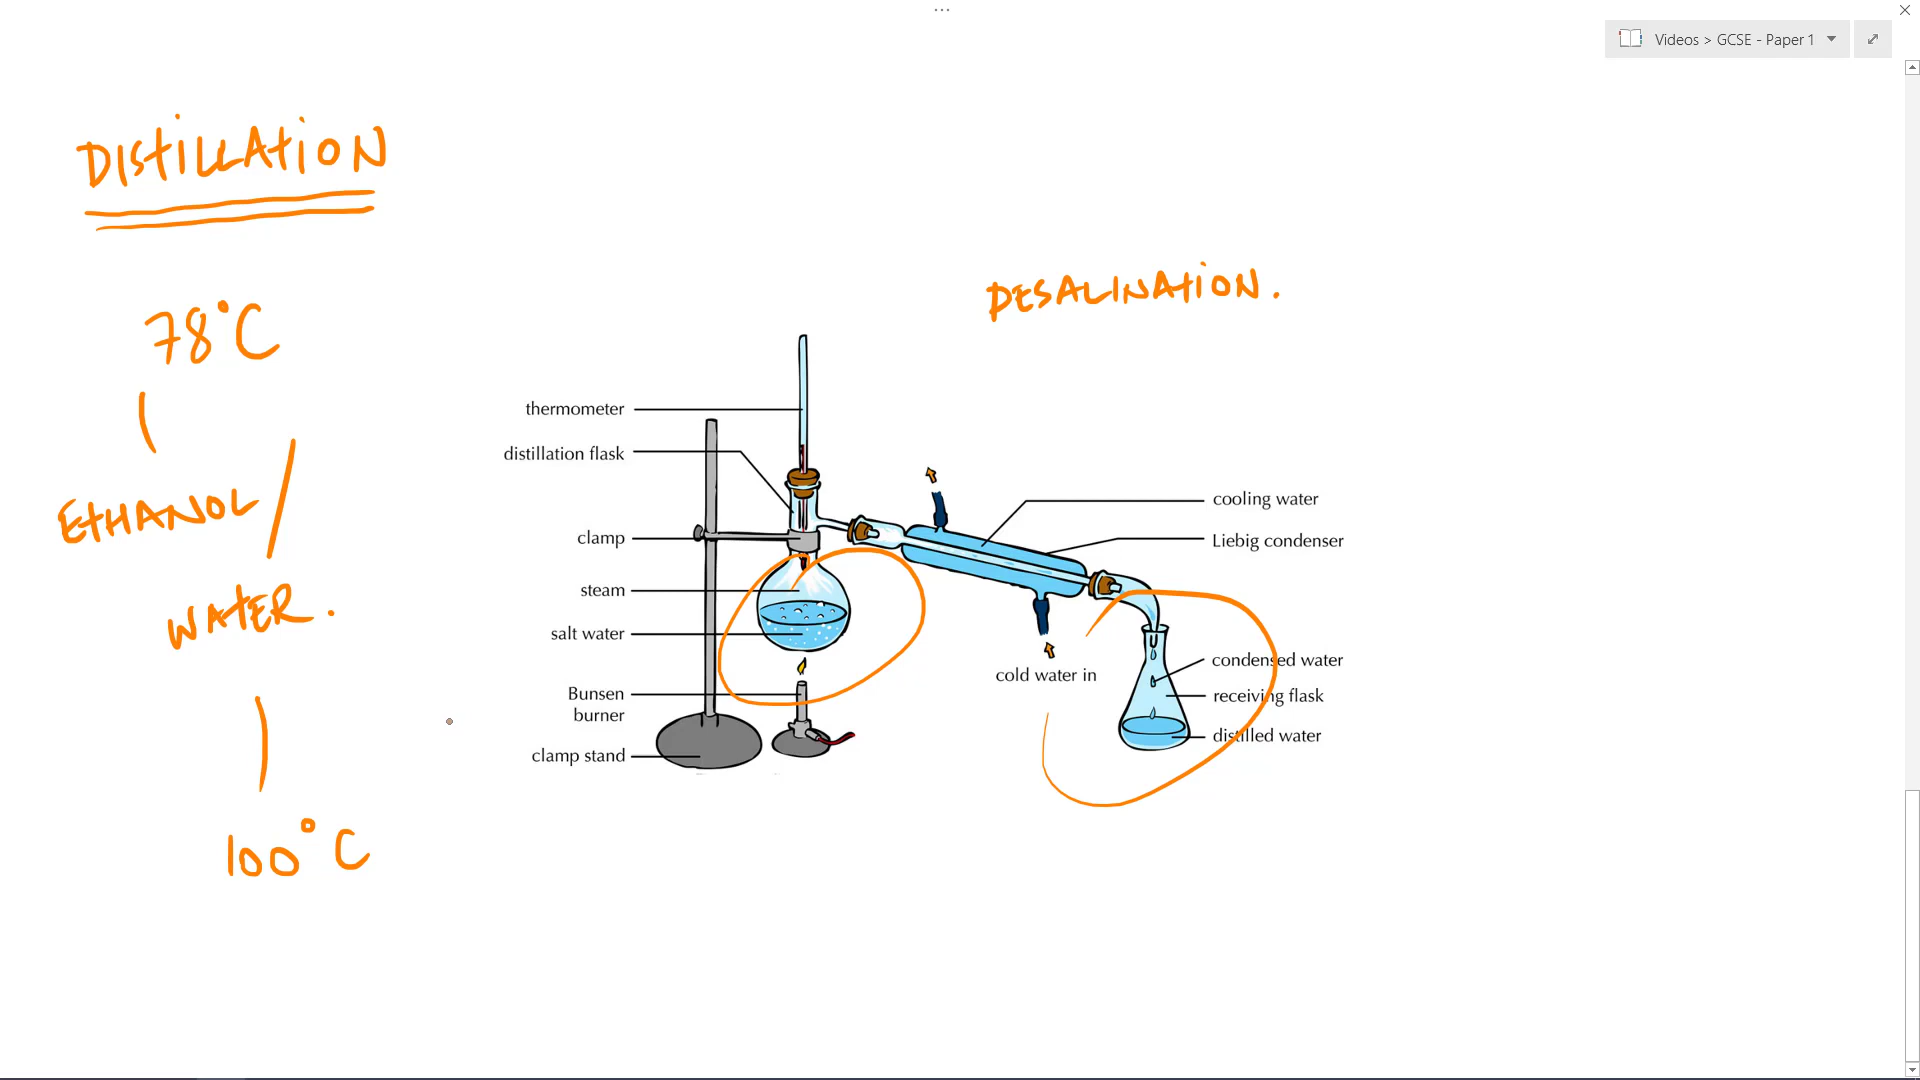 ...
Videos > GCSE - Paper 1
DISTILLATION
78°C
ETHANOL/
WATER.
100°C
DESALINATION.
thermometer
distillation flask
clamp
steam
salt water
Bunsen
burner
clamp stand
cooling water
Liebig condenser
cold water in
condensed water
receiving flask
distilled water